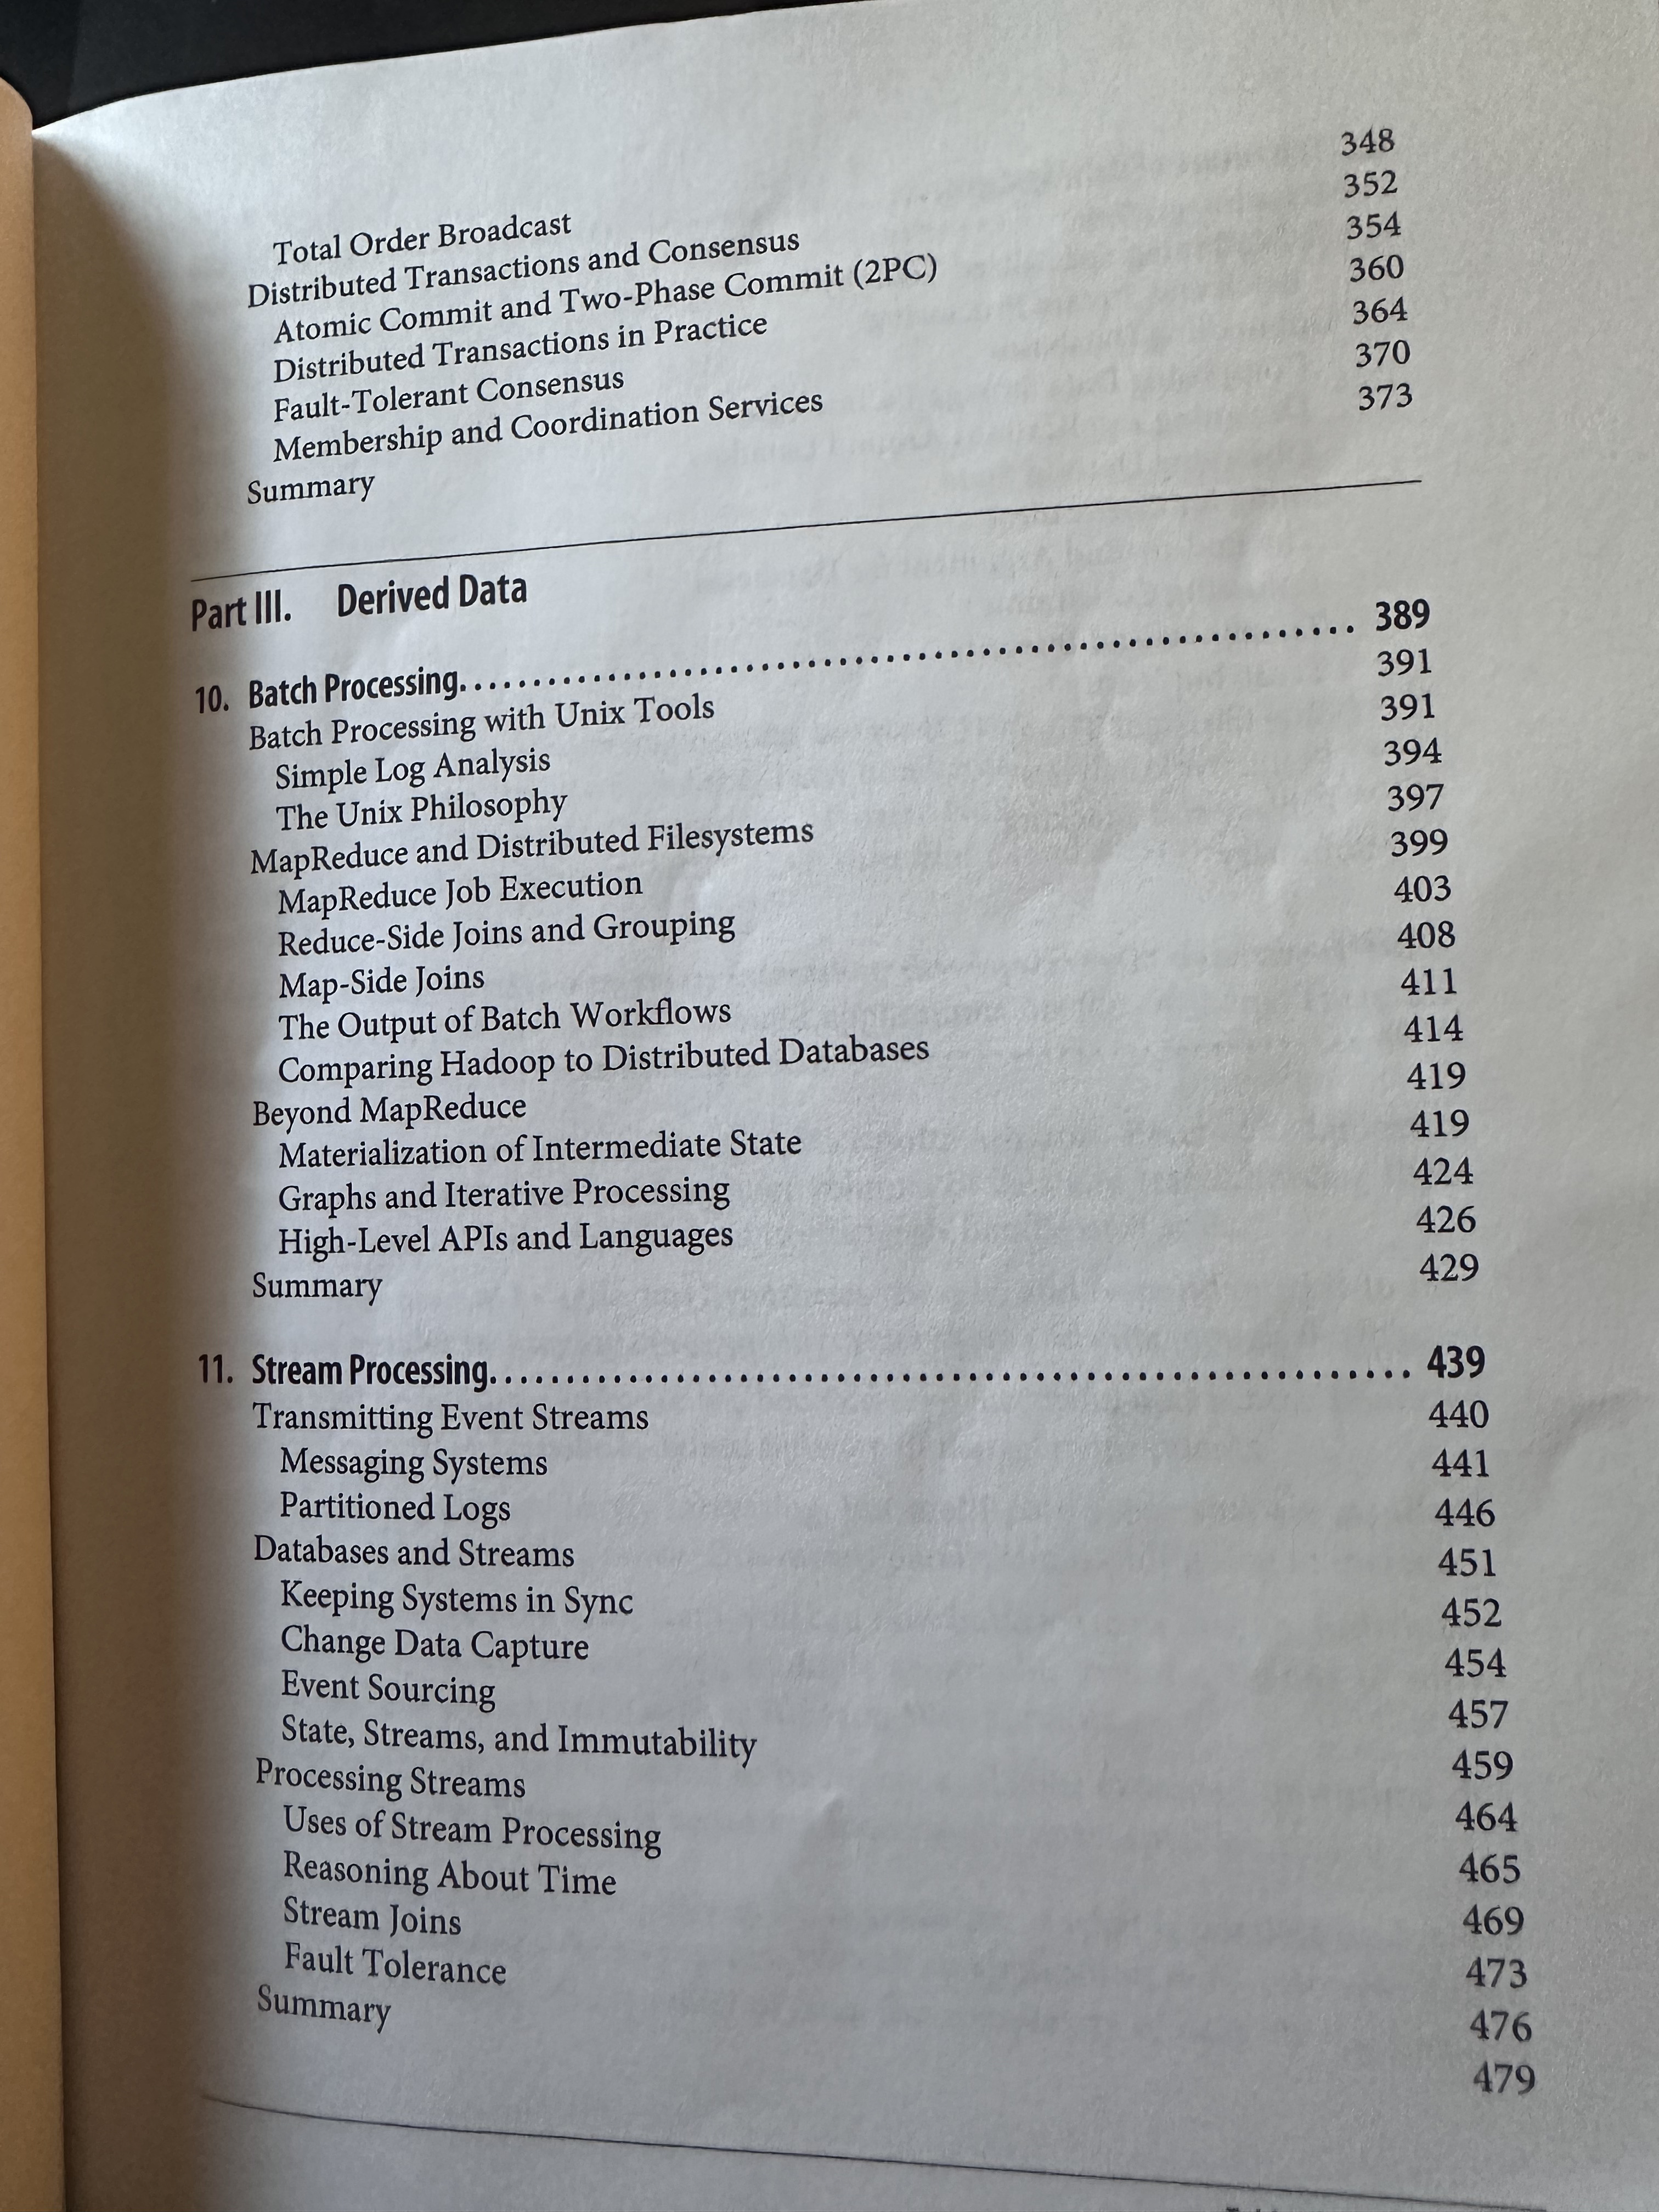 Total Order Broadcast 348
Distributed Transactions and Consensus 352
Atomic Commit and Two-Phase Commit (2PC) 354
Distributed Transactions in Practice 360
Fault-Tolerant Consensus 364
Membership and Coordination Services 370
Summary 373
Part III. Derived Data
10. Batch Processing. . . . . . . . . . . . . . . . . . . . . . . . . . . . . . . . . . . . . . . . . . . . . . . . . . . . . . . . . . . . 389
Batch Processing with Unix Tools 391
Simple Log Analysis 391
The Unix Philosophy 394
MapReduce and Distributed Filesystems 397
MapReduce Job Execution 399
Reduce-Side Joins and Grouping 403
Map-Side Joins 408
The Output of Batch Workflows 411
Comparing Hadoop to Distributed Databases 414
Beyond MapReduce 419
Materialization of Intermediate State 419
Graphs and Iterative Processing 424
High-Level APIs and Languages 426
Summary 429
11. Stream Processing. . . . . . . . . . . . . . . . . . . . . . . . . . . . . . . . . . . . . . . . . . . . . . . . . . . . . . . . . . . . 439
Transmitting Event Streams 440
Messaging Systems 441
Partitioned Logs 446
Databases and Streams 451
Keeping Systems in Sync 452
Change Data Capture 454
Event Sourcing 457
State, Streams, and Immutability 459
Processing Streams 464
Uses of Stream Processing 465
Reasoning About Time 469
Stream Joins 473
Fault Tolerance 476
Summary 479